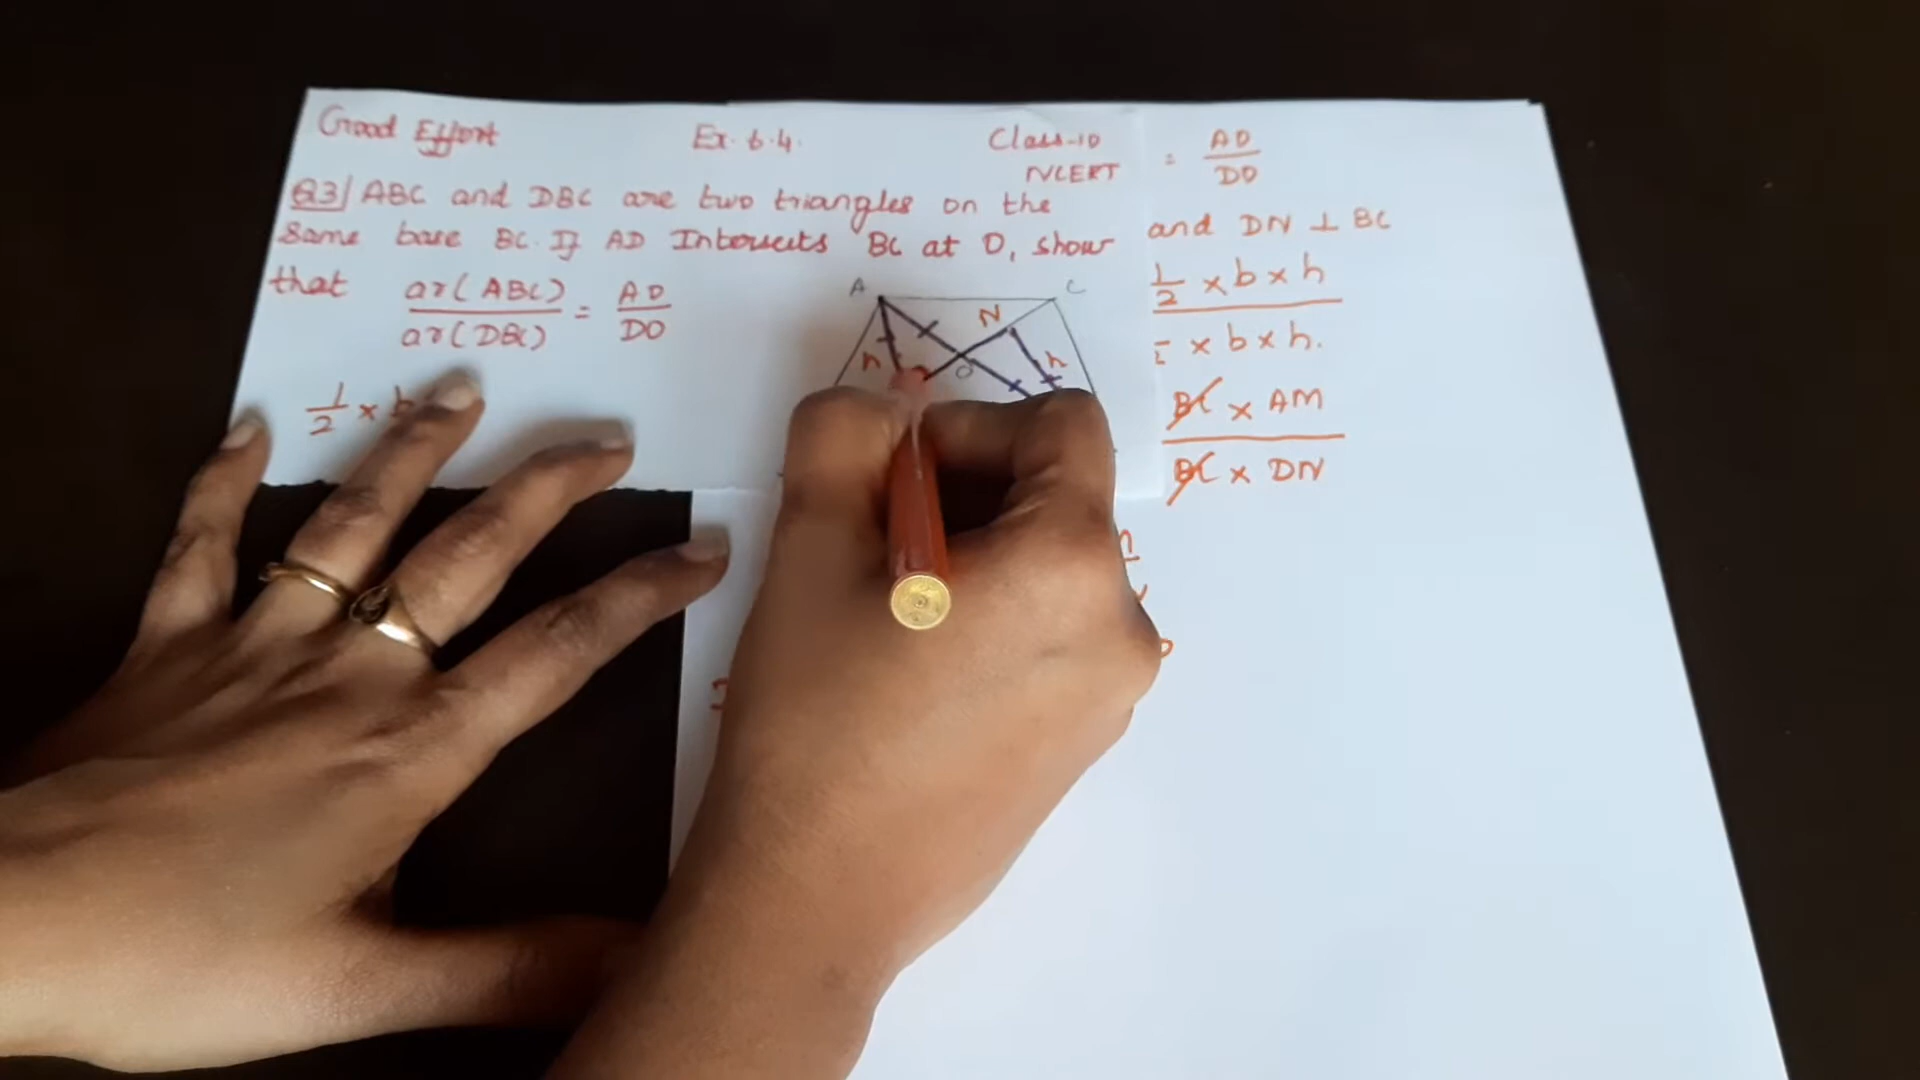 Good Effort Ex. 6.4. Class-10
NCERT
Q3/ ABC and DBC are two triangles on the
Same base BC. If AD Intersects BC at O, show
that ar(ABC) / ar(DBC) = AO / DO
1/2 × b
A C
N
h h
O
= AO / DO
and DN ⊥ BC
1/2 × b × h
× b × h.
BC × AM
BC × DN